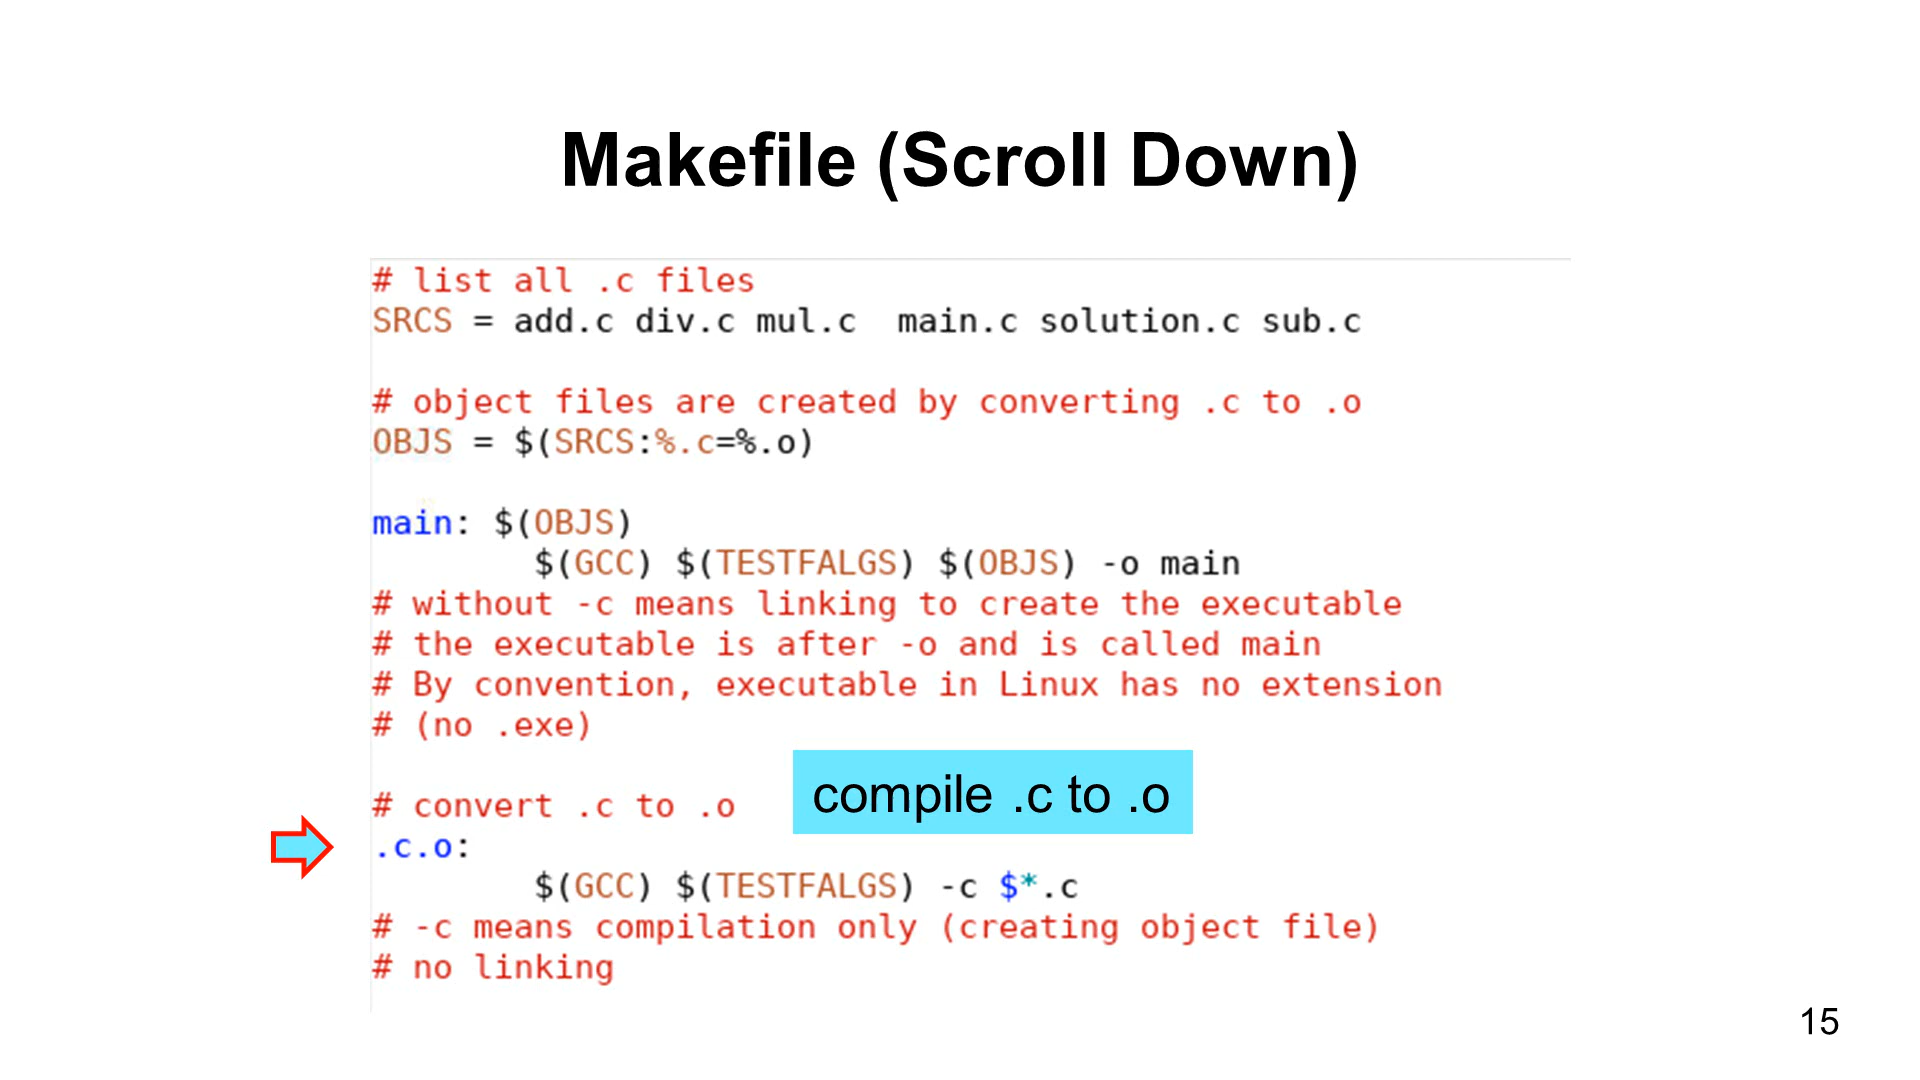 Makefile (Scroll Down)
# list all .c files
SRCS = add.c div.c mul.c  main.c solution.c sub.c
# object files are created by converting .c to .o
OBJS = $(SRCS:%.c=%.o)
main: $(OBJS)
        $(GCC) $(TESTFALGS) $(OBJS) -o main
# without -c means linking to create the executable
# the executable is after -o and is called main
# By convention, executable in Linux has no extension
# (no .exe)
compile .c to .o
# convert .c to .o
.c.o:
        $(GCC) $(TESTFALGS) -c $*.c
# -c means compilation only (creating object file)
# no linking
15